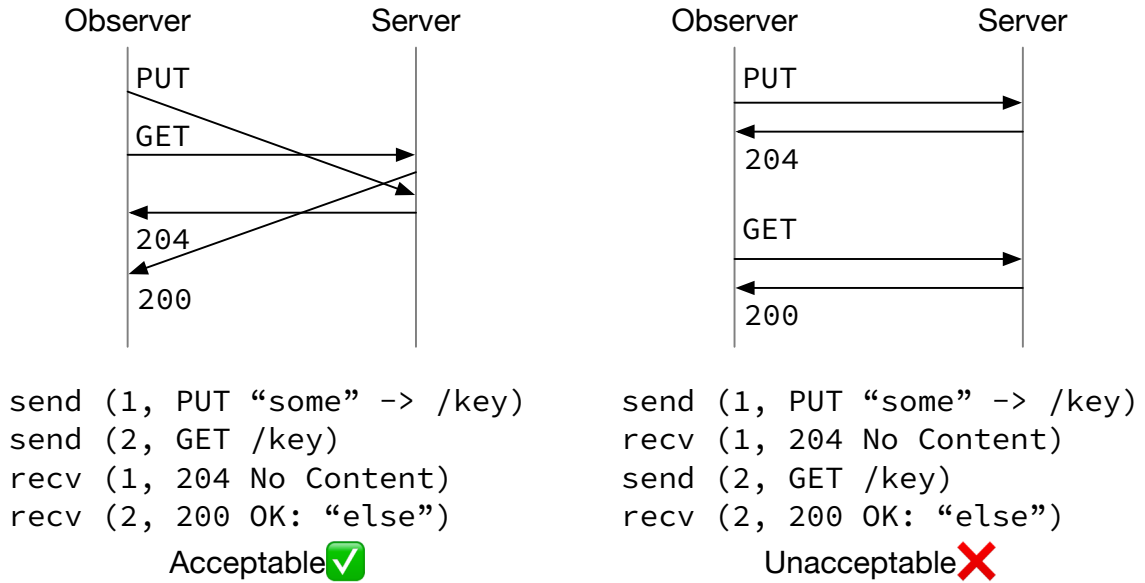 Observer
Server
PUT
GET
204
200
send (1, PUT “some” -> /key)
send (2, GET /key)
recv (1, 204 No Content)
recv (2, 200 OK: “else”)
Acceptable✅
Observer
Server
PUT
204
GET
200
send (1, PUT “some” -> /key)
recv (1, 204 No Content)
send (2, GET /key)
recv (2, 200 OK: “else”)
Unacceptable❌